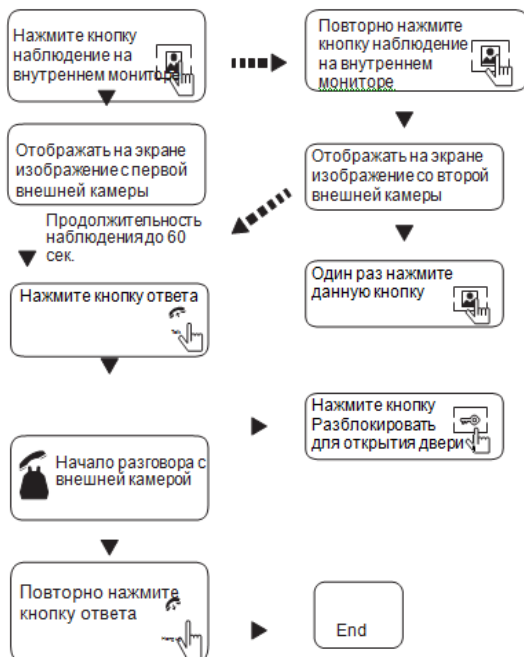 Нажмите кнопку
наблюдение на
внутреннем мониторе
Повторно нажмите
кнопку наблюдение
на внутреннем
мониторе
Отображать на экране
изображение с первой
внешней камеры
Отображать на экране
изображение со второй
внешней камеры
Продолжительность
наблюдения до 60
сек.
Один раз нажмите
данную кнопку
Нажмите кнопку ответа
Нажмите кнопку
Разблокировать
для открытия двери
Начало разговора с
внешней камерой
Повторно нажмите
кнопку ответа
End